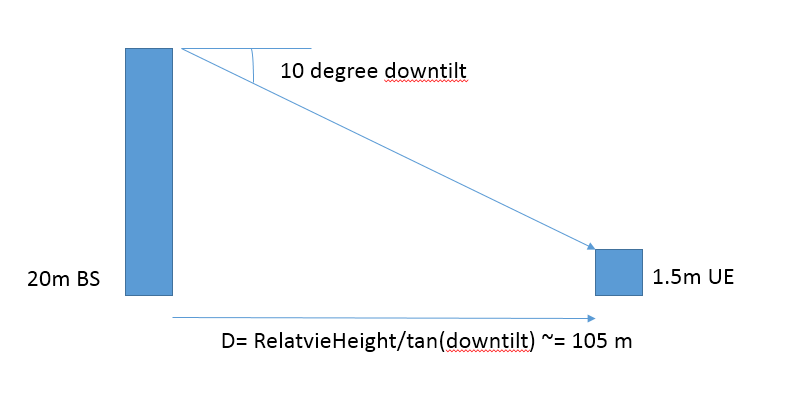 10 degree downtilt
20m BS
1.5m UE
D= RelatvieHeight/tan(downtilt) ~= 105 m